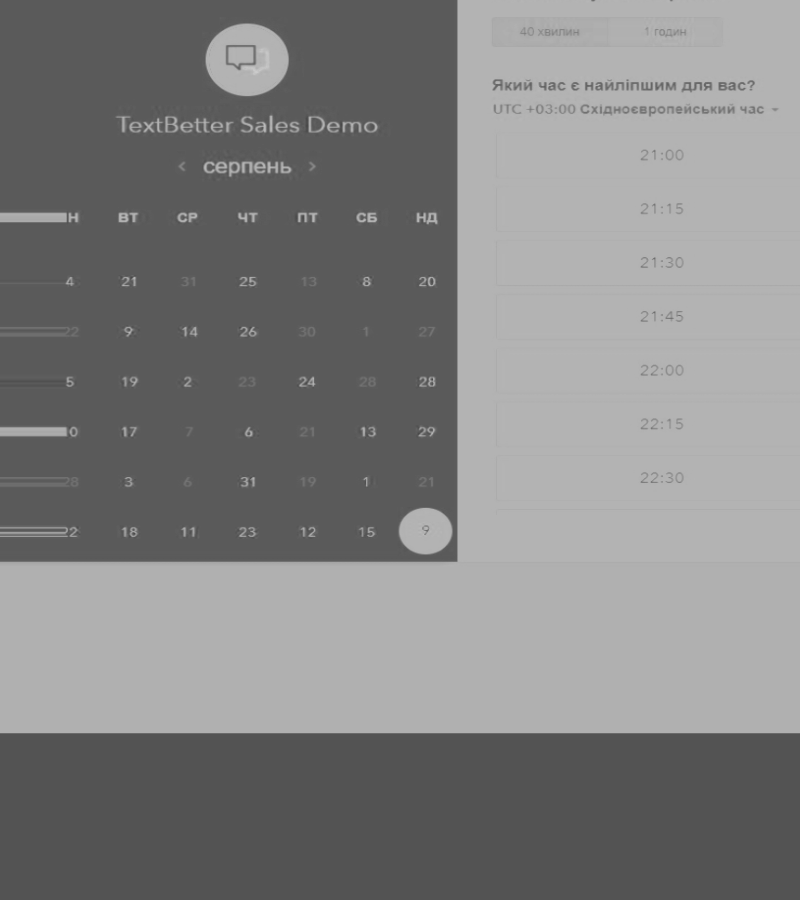 40 хвилин 1 годин
Який час є найліпшим для вас?
UTC +03:00 Східноєвропейський час
TextBetter Sales Demo
< серпень >
Н ВТ СР ЧТ ПТ СБ НД
4 21 31 25 13 8 20
22 9 14 26 30 1 27
5 19 2 23 24 28 28
0 17 7 6 21 13 29
28 3 6 31 19 1 21
22 18 11 23 12 15 9
21:00
21:15
21:30
21:45
22:00
22:15
22:30